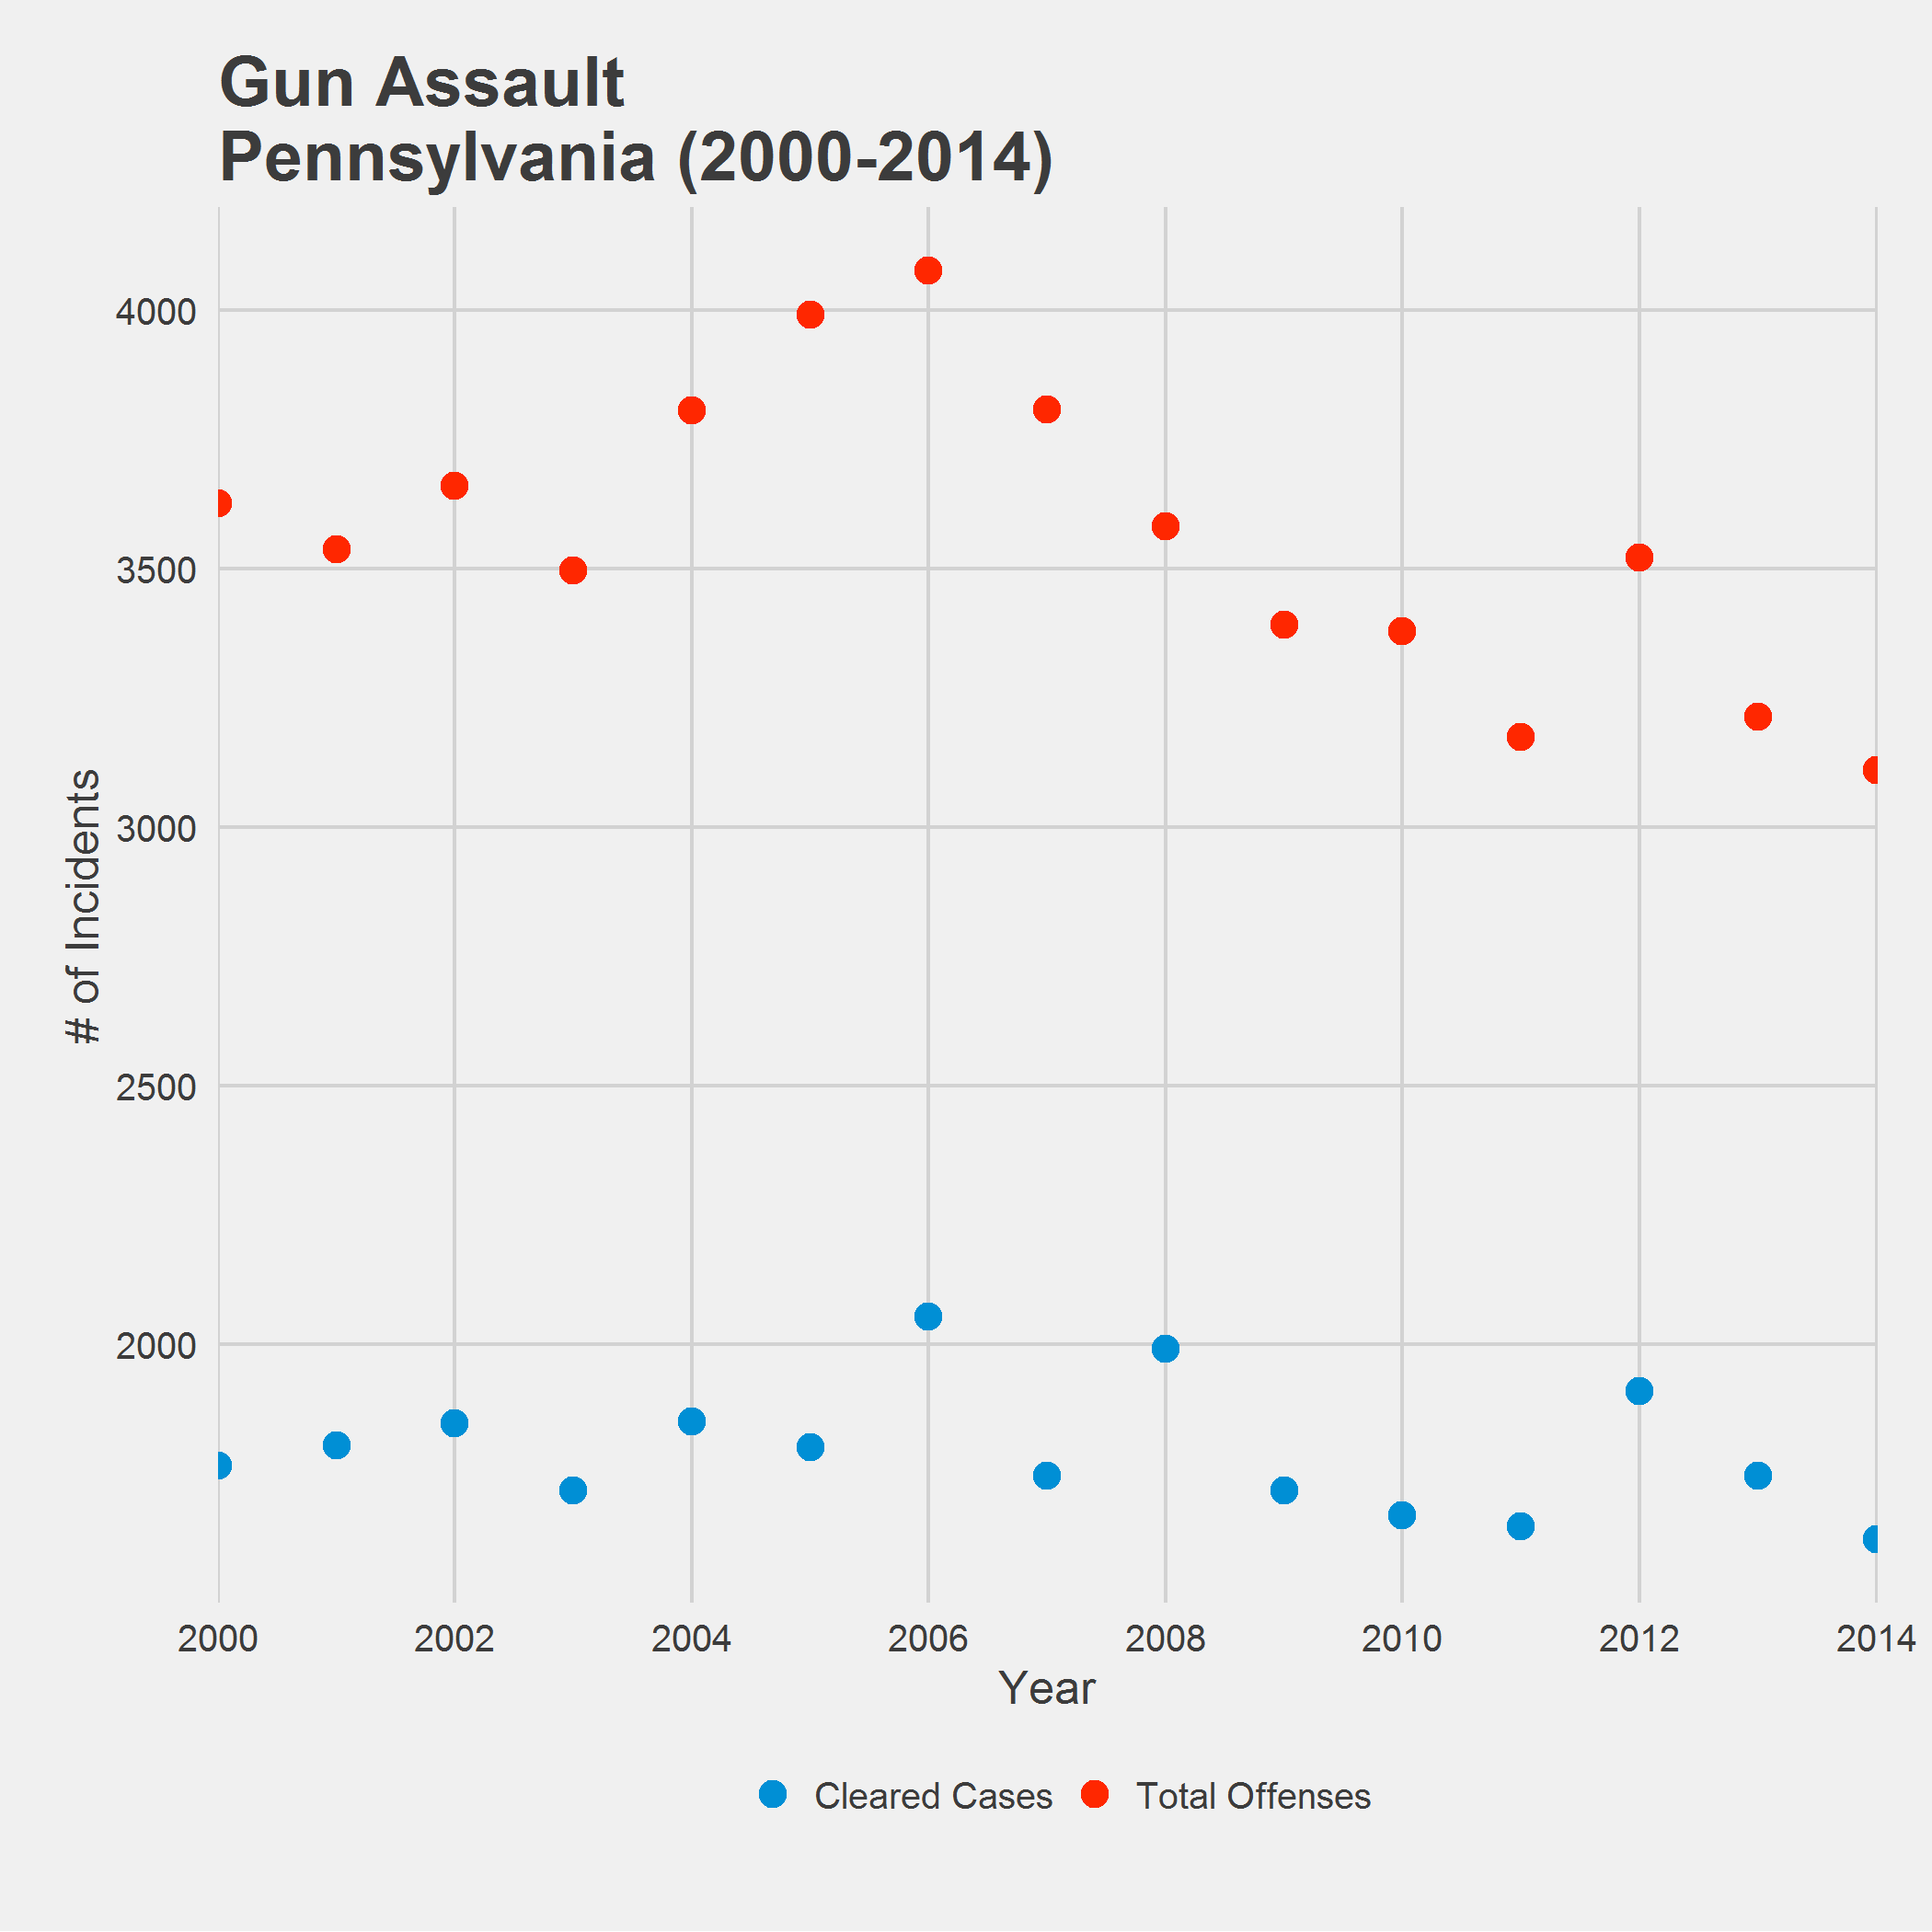 Gun Assault
Pennsylvania (2000-2014)
4000
3500
3000
2500
2000
# of Incidents
2000 2002 2004 2006 2008 2010 2012 2014
Year
Cleared Cases Total Offenses